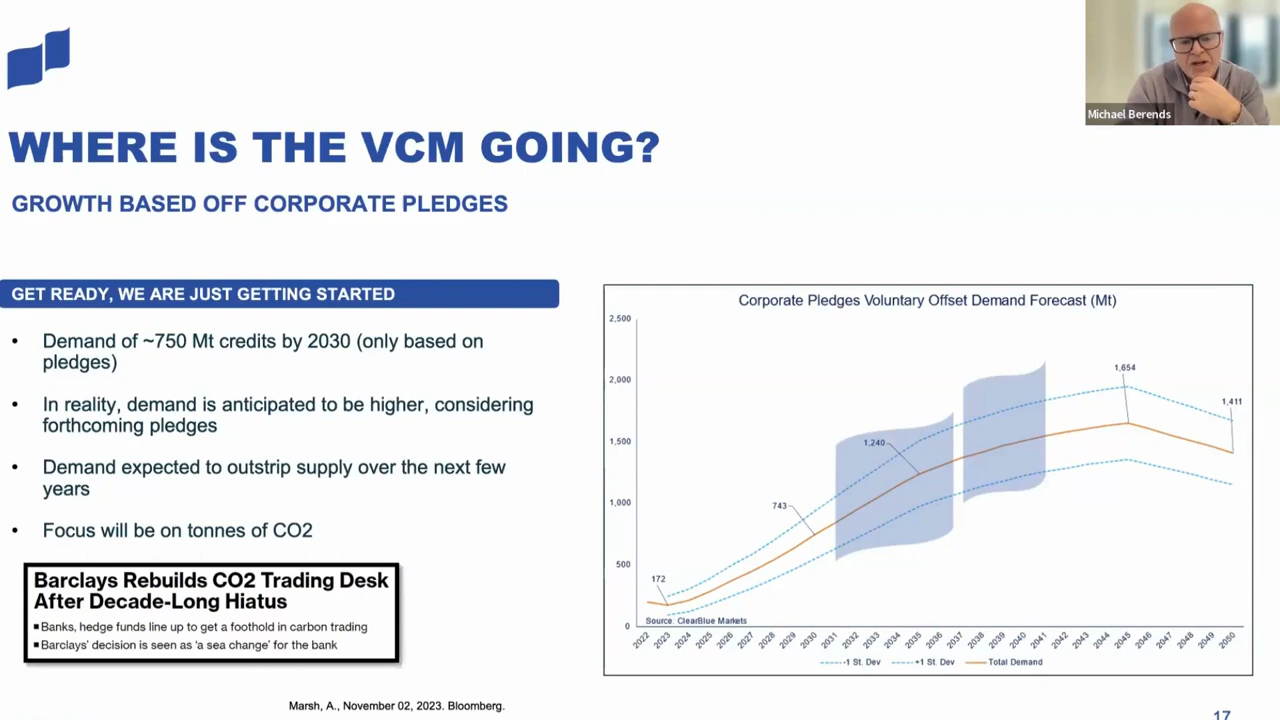 Michael Berends
WHERE IS THE VCM GOING?
GROWTH BASED OFF CORPORATE PLEDGES
GET READY, WE ARE JUST GETTING STARTED
• Demand of ~750 Mt credits by 2030 (only based on
pledges)
• In reality, demand is anticipated to be higher, considering
forthcoming pledges
• Demand expected to outstrip supply over the next few
years
• Focus will be on tonnes of CO2
Barclays Rebuilds CO2 Trading Desk
After Decade-Long Hiatus
▪ Banks, hedge funds line up to get a foothold in carbon trading
▪ Barclays' decision is seen as 'a sea change' for the bank
Marsh, A., November 02, 2023. Bloomberg.
Corporate Pledges Voluntary Offset Demand Forecast (Mt)
2,500
2,000
1,500
1,000
500
0
172
743
1,240
1,654
1,411
Source: ClearBlue Markets
2022 2023 2024 2025 2026 2027 2028 2029 2030 2031 2032 2033 2034 2035 2036 2037 2038 2039 2040 2041 2042 2043 2044 2045 2046 2047 2048 2049 2050
-1 St. Dev +1 St. Dev Total Demand
17